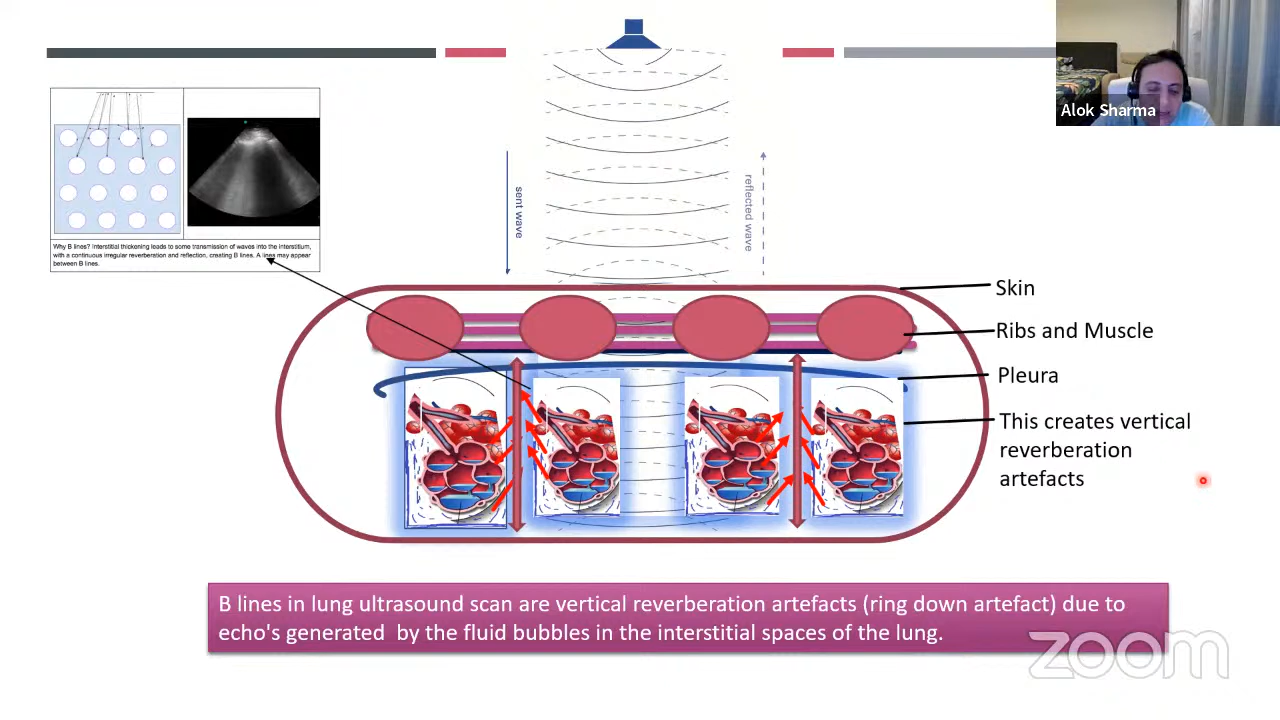 Alok Sharma
sent wave
reflected wave
Why B lines? Interstitial thickening leads to some transmission of waves into the interstitium,
with a continuous irregular reverberation and reflection, creating B lines. A lines may appear
between B lines.
Skin
Ribs and Muscle
Pleura
This creates vertical
reverberation
artefacts
B lines in lung ultrasound scan are vertical reverberation artefacts (ring down artefact) due to
echo's generated by the fluid bubbles in the interstitial spaces of the lung.
zoom